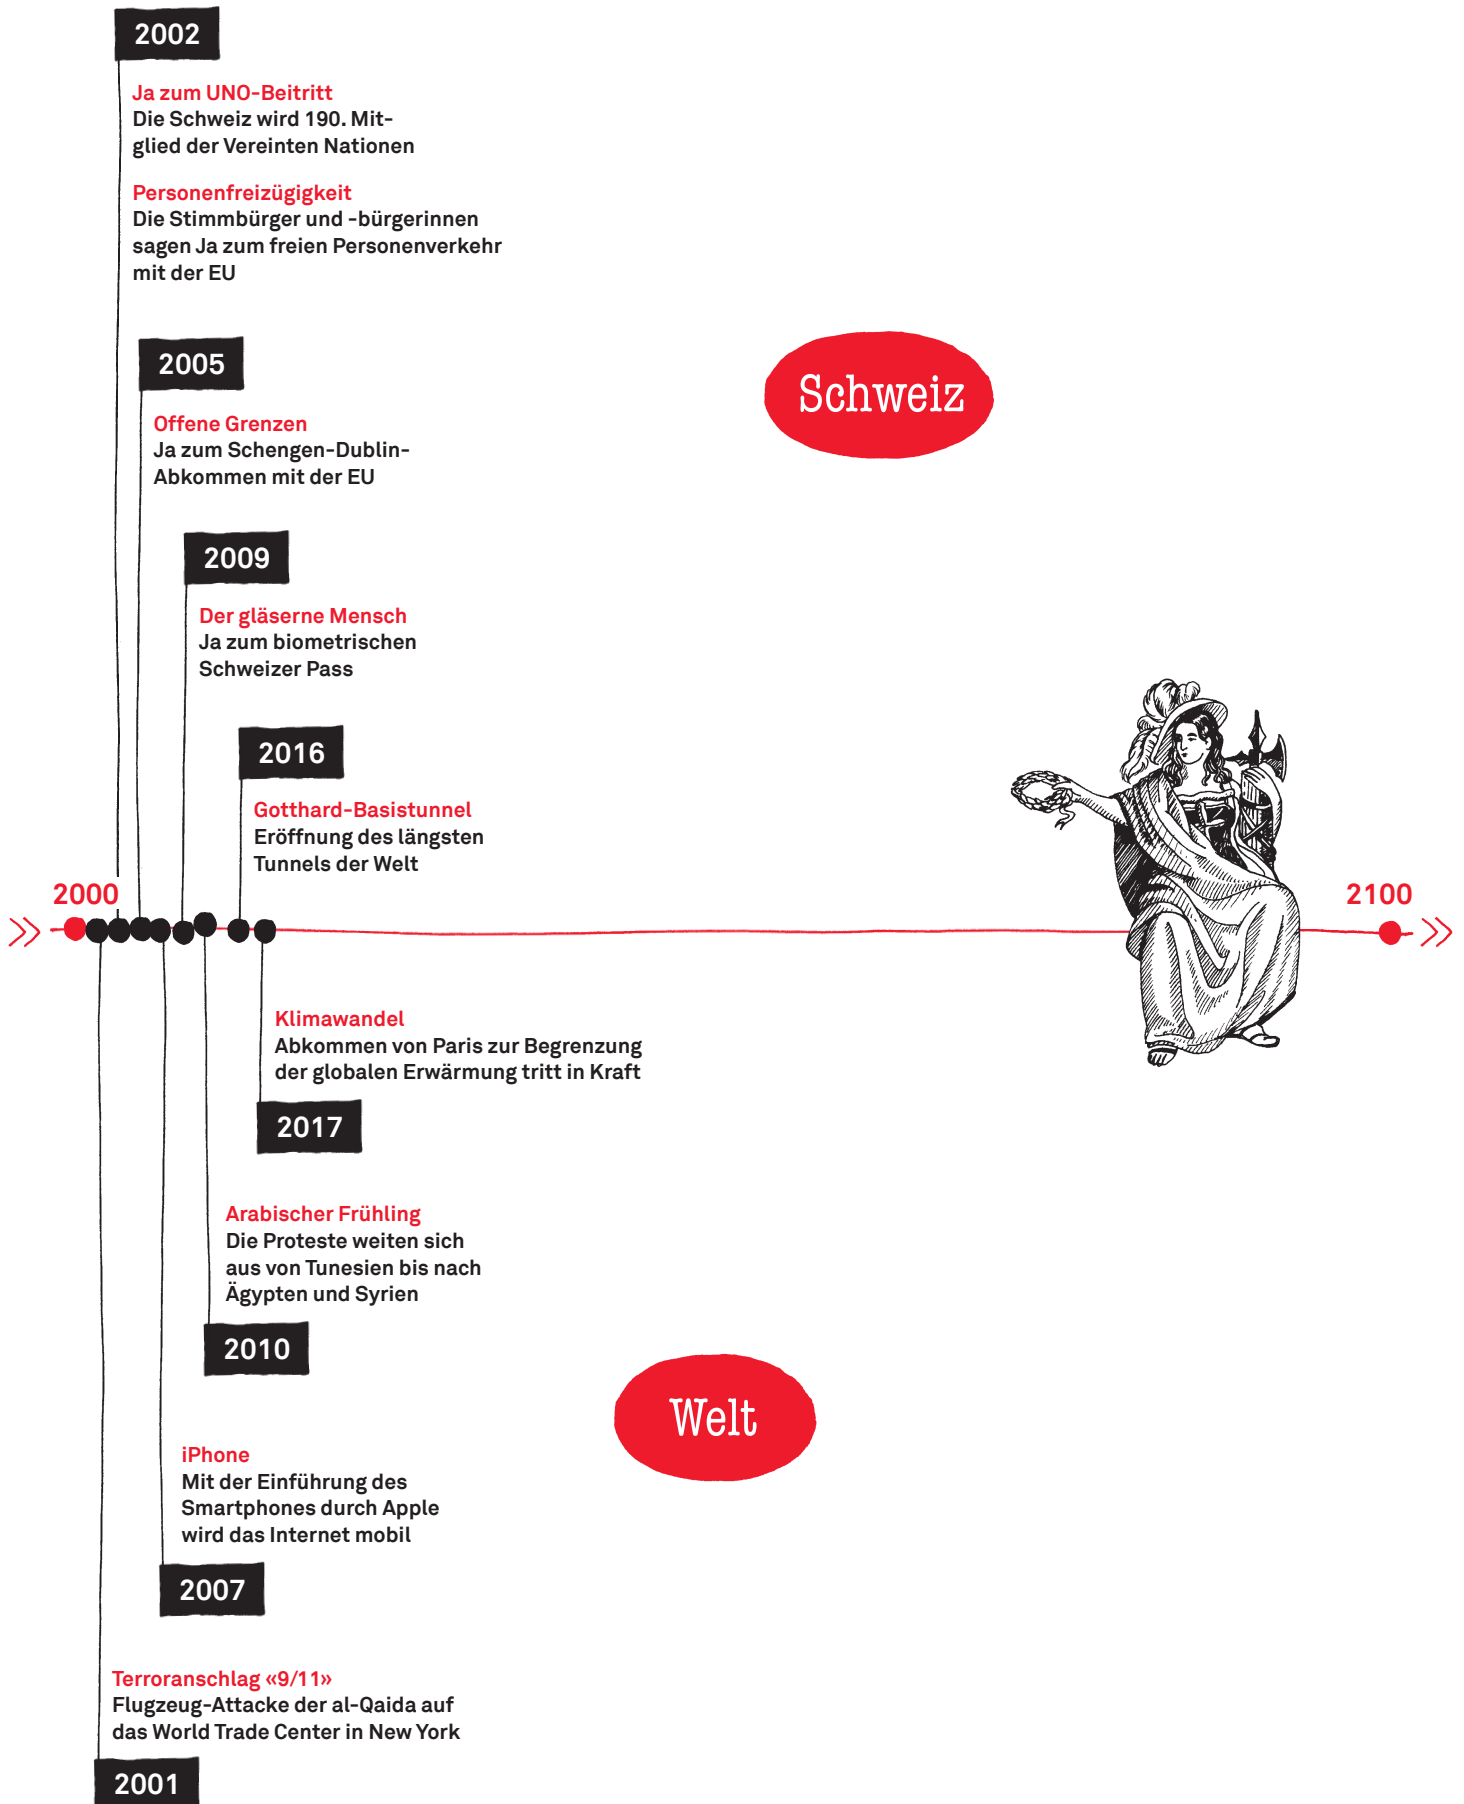 2002
Ja zum UNO-Beitritt
Die Schweiz wird 190. Mit-
glied der Vereinten Nationen
Personenfreizügigkeit
Die Stimmbürger und -bürgerinnen
sagen Ja zum freien Personenverkehr
mit der EU
2005
Offene Grenzen
Ja zum Schengen-Dublin-
Abkommen mit der EU
Schweiz
2009
Der gläserne Mensch
Ja zum biometrischen
Schweizer Pass
2016
Gotthard-Basistunnel
Eröffnung des längsten
Tunnels der Welt
2000
2100
Klimawandel
Abkommen von Paris zur Begrenzung
der globalen Erwärmung tritt in Kraft
2017
Arabischer Frühling
Die Proteste weiten sich
aus von Tunesien bis nach
Ägypten und Syrien
2010
Welt
iPhone
Mit der Einführung des
Smartphones durch Apple
wird das Internet mobil
2007
Terroranschlag «9/11»
Flugzeug-Attacke der al-Qaida auf
das World Trade Center in New York
2001